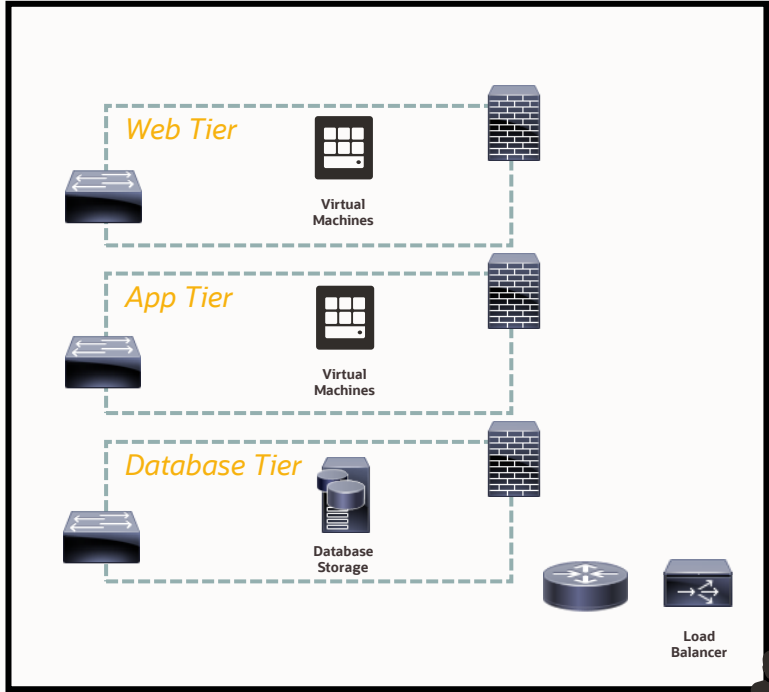 Web Tier
Virtual
Machines
App Tier
Virtual
Machines
Database Tier
Database
Storage
Load
Balancer